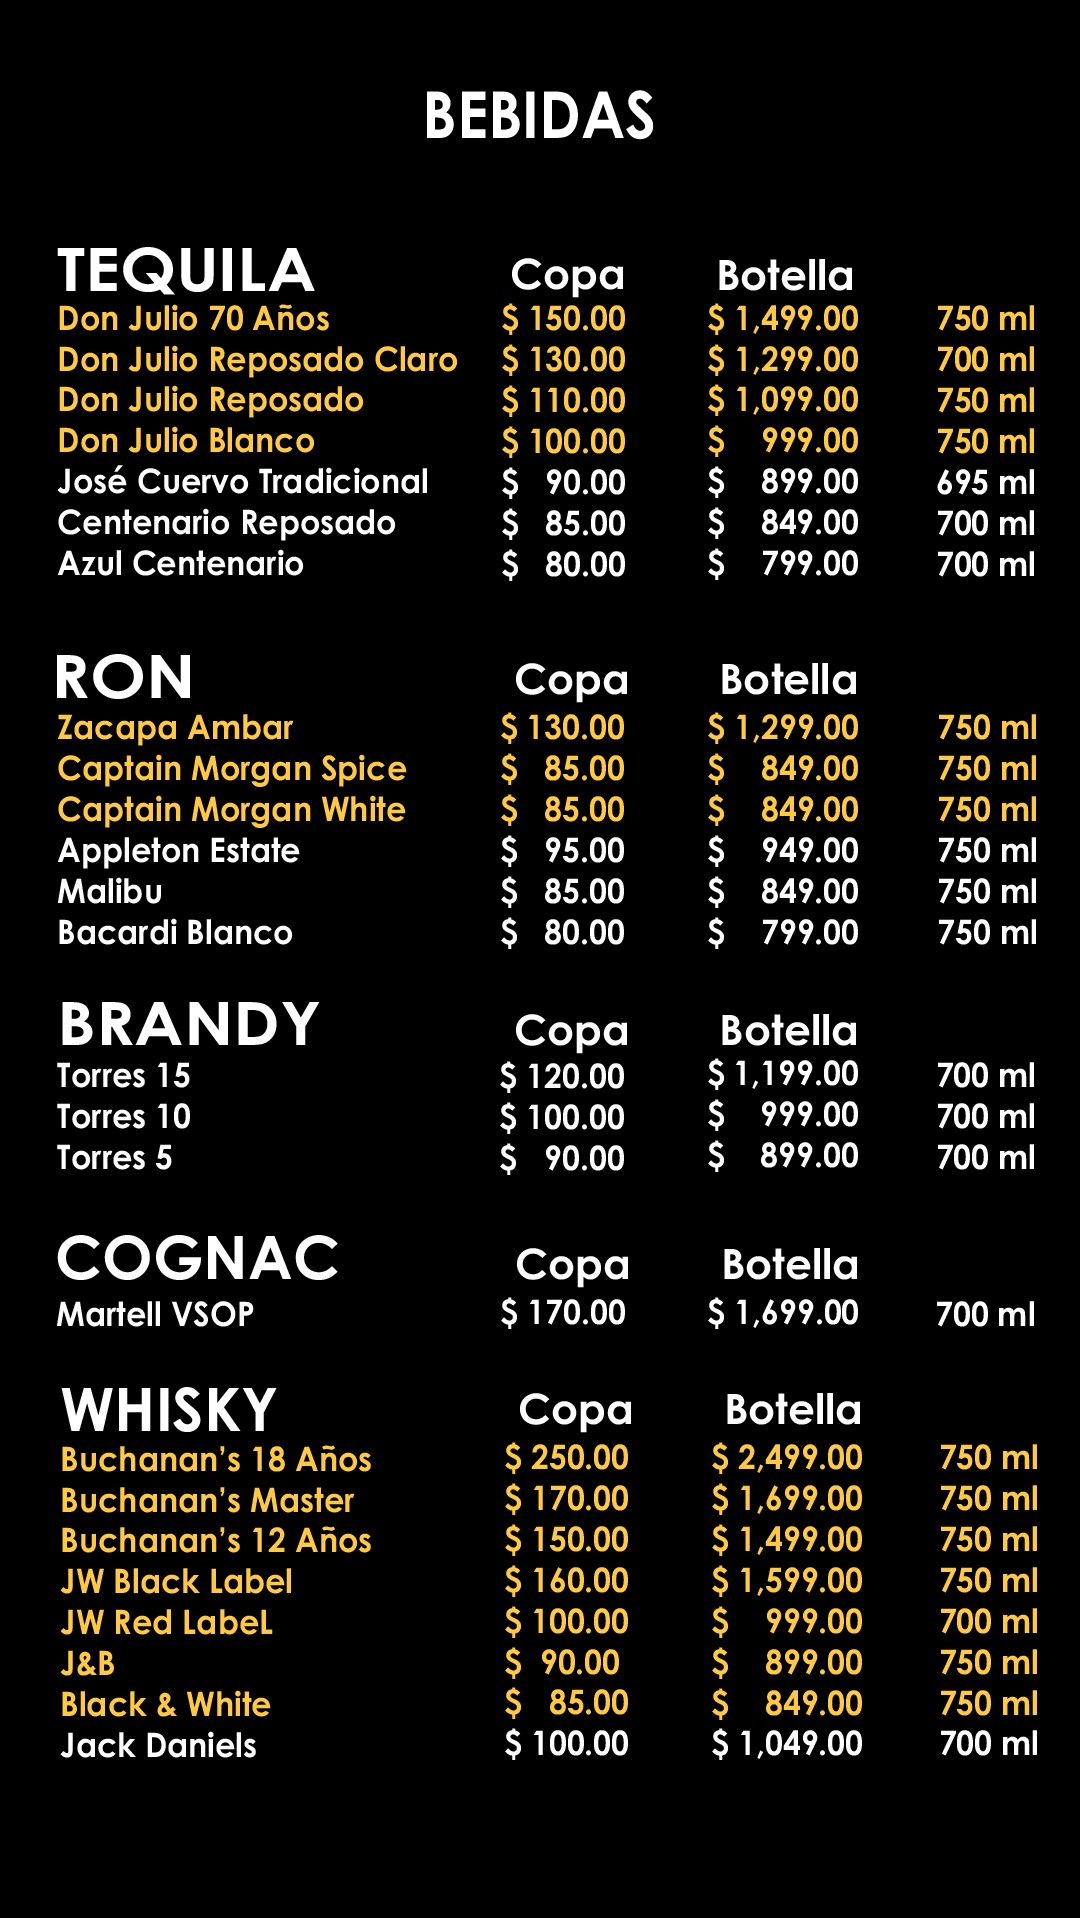 BEBIDAS
TEQUILA Copa Botella
Don Julio 70 Años $ 150.00 $ 1,499.00 750 ml
Don Julio Reposado Claro $ 130.00 $ 1,299.00 700 ml
Don Julio Reposado $ 110.00 $ 1,099.00 750 ml
Don Julio Blanco $ 100.00 $ 999.00 750 ml
José Cuervo Tradicional $ 90.00 $ 899.00 695 ml
Centenario Reposado $ 85.00 $ 849.00 700 ml
Azul Centenario $ 80.00 $ 799.00 700 ml
RON Copa Botella
Zacapa Ambar $ 130.00 $ 1,299.00 750 ml
Captain Morgan Spice $ 85.00 $ 849.00 750 ml
Captain Morgan White $ 85.00 $ 849.00 750 ml
Appleton Estate $ 95.00 $ 949.00 750 ml
Malibu $ 85.00 $ 849.00 750 ml
Bacardi Blanco $ 80.00 $ 799.00 750 ml
BRANDY Copa Botella
Torres 15 $ 120.00 $ 1,199.00 700 ml
Torres 10 $ 100.00 $ 999.00 700 ml
Torres 5 $ 90.00 $ 899.00 700 ml
COGNAC Copa Botella
Martell VSOP $ 170.00 $ 1,699.00 700 ml
WHISKY Copa Botella
Buchanan’s 18 Años $ 250.00 $ 2,499.00 750 ml
Buchanan’s Master $ 170.00 $ 1,699.00 750 ml
Buchanan’s 12 Años $ 150.00 $ 1,499.00 750 ml
JW Black Label $ 160.00 $ 1,599.00 750 ml
JW Red LabeL $ 100.00 $ 999.00 700 ml
J&B $ 90.00 $ 899.00 750 ml
Black & White $ 85.00 $ 849.00 750 ml
Jack Daniels $ 100.00 $ 1,049.00 700 ml